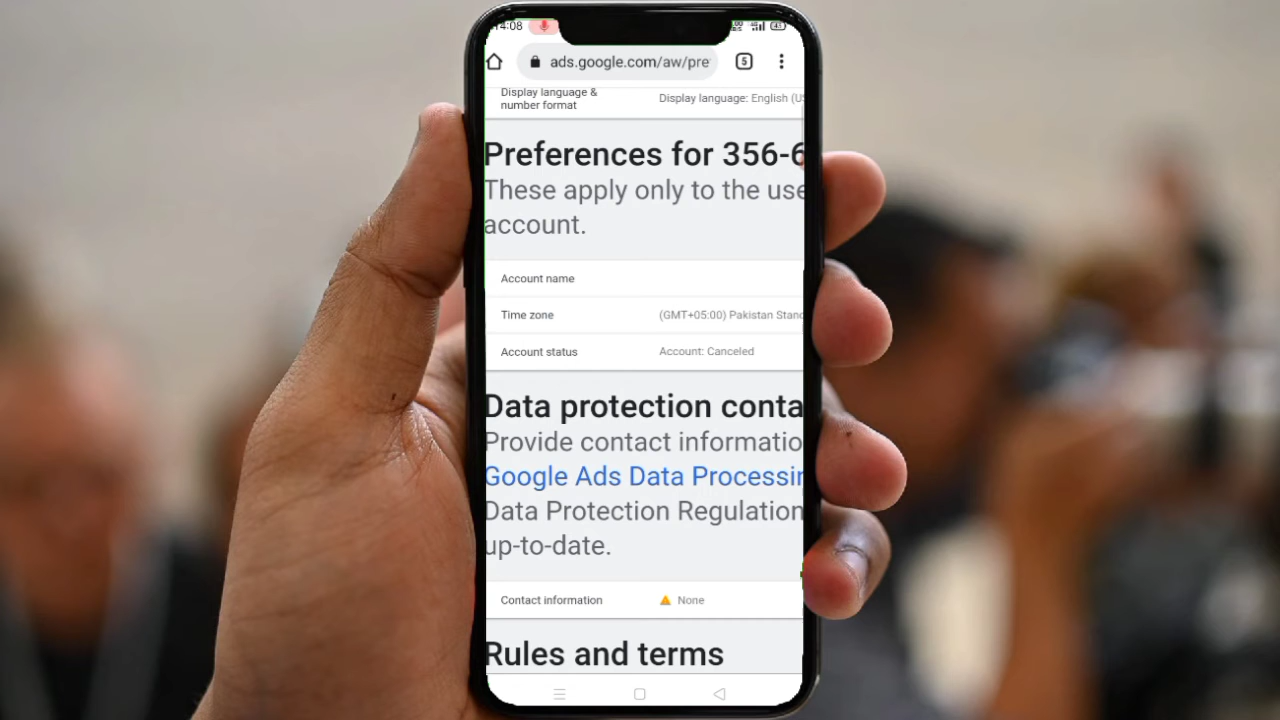 14:08
ads.google.com/aw/pre
5
Display language &
number format
Display language: English (U
Preferences for 356-6
These apply only to the use
account.
Account name
Time zone
(GMT+05:00) Pakistan Stan
Account status
Account: Canceled
Data protection conta
Provide contact informatio
Google Ads Data Processin
Data Protection Regulation
up-to-date.
Contact information
None
Rules and terms